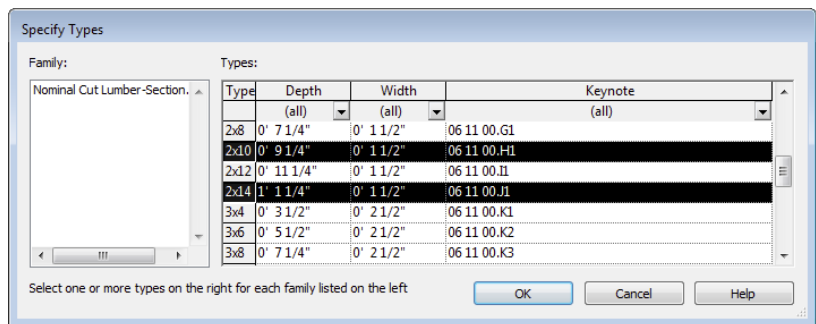 Specify Types
Family: Types:
Nominal Cut Lumber-Section.
Type Depth Width Keynote
(all) (all) (all)
2x8 0' 7 1/4" 0' 1 1/2" 06 11 00.G1
2x10 0' 9 1/4" 0' 1 1/2" 06 11 00.H1
2x12 0' 11 1/4" 0' 1 1/2" 06 11 00.I1
2x14 1' 1 1/4" 0' 1 1/2" 06 11 00.J1
3x4 0' 3 1/2" 0' 2 1/2" 06 11 00.K1
3x6 0' 5 1/2" 0' 2 1/2" 06 11 00.K2
3x8 0' 7 1/4" 0' 2 1/2" 06 11 00.K3
Select one or more types on the right for each family listed on the left OK Cancel Help